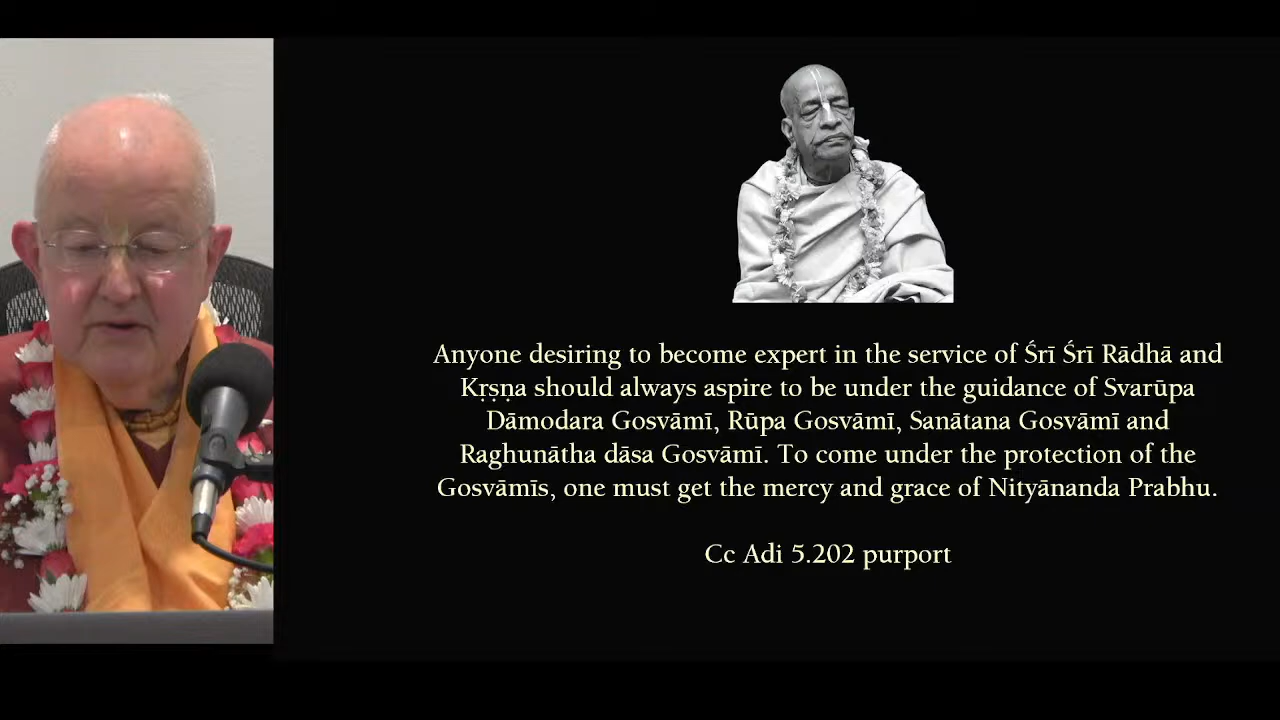 Anyone desiring to become expert in the service of Śrī Śrī Rādhā and
Kṛṣṇa should always aspire to be under the guidance of Svarūpa
Dāmodara Gosvāmī, Rūpa Gosvāmī, Sanātana Gosvāmī and
Raghunātha dāsa Gosvāmī. To come under the protection of the
Gosvāmīs, one must get the mercy and grace of Nityānanda Prabhu.
Cc Adi 5.202 purport